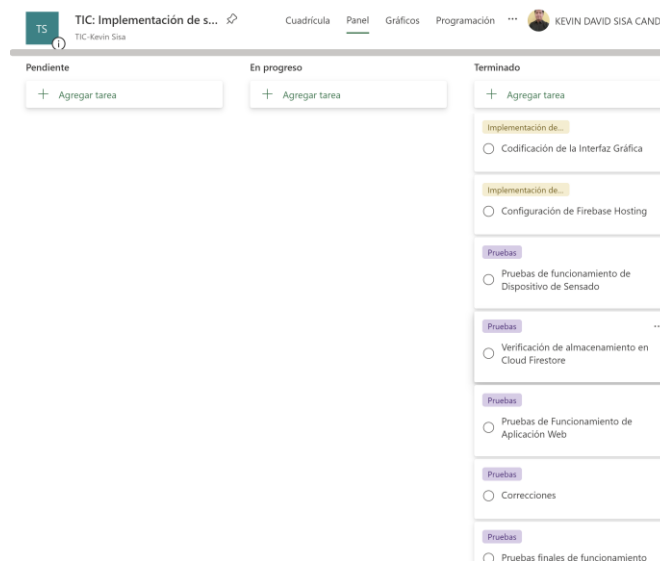 TS
TIC: Implementación de s...
TIC-Kevin Sisa
Cuadrícula
Panel
Gráficos
Programación
KEVIN DAVID SISA CAND
Pendiente
En progreso
Terminado
Agregar tarea
Agregar tarea
Agregar tarea
Implementación de...
Codificación de la Interfaz Gráfica
Implementación de...
Configuración de Firebase Hosting
Pruebas
Pruebas de funcionamiento de
Dispositivo de Sensado
Pruebas
Verificación de almacenamiento en
Cloud Firestore
Pruebas
Pruebas de Funcionamiento de
Aplicación Web
Pruebas
Correcciones
Pruebas
Pruebas finales de funcionamiento